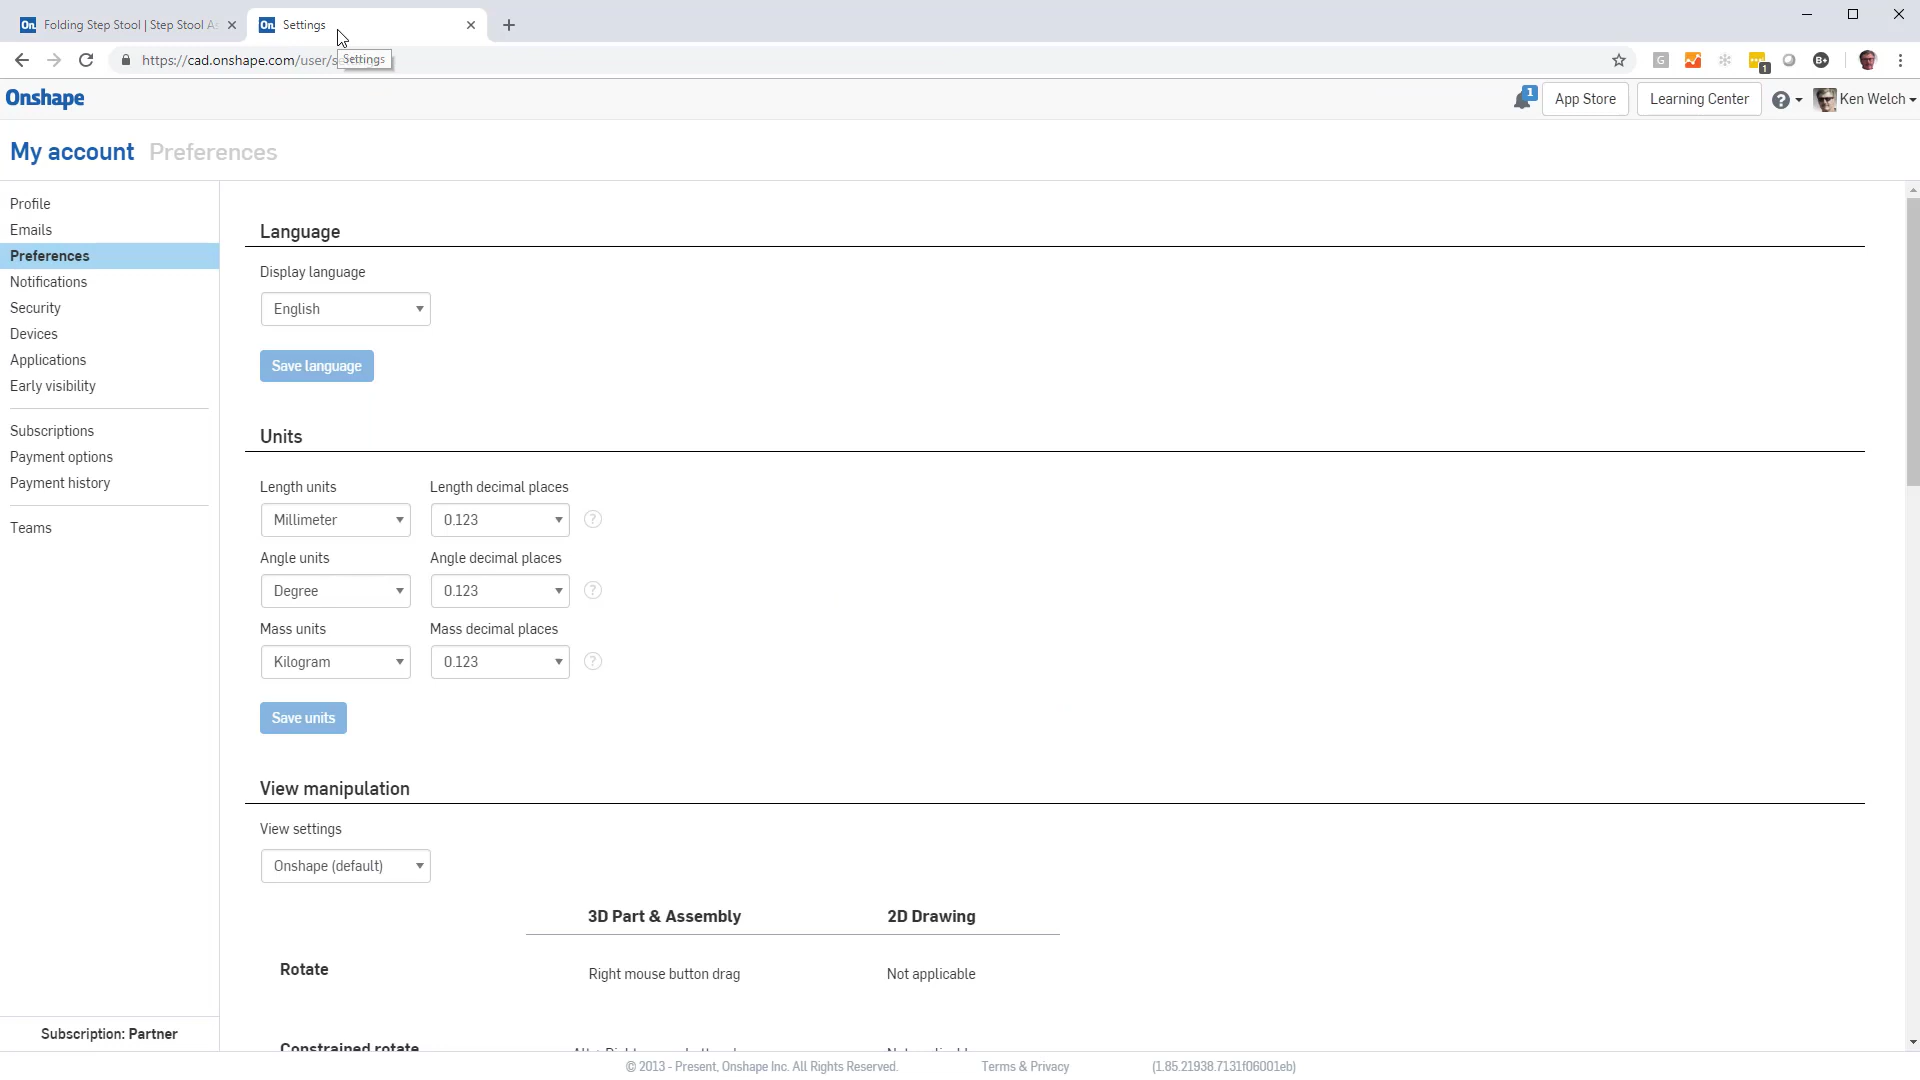 Folding Step Stool | Step Stool As
Settings
https://cad.onshape.com/user/s
Settings
G
1
B+
Onshape
1
App Store
Learning Center
Ken Welch
My account
Preferences
Profile
Emails
Preferences
Notifications
Security
Devices
Applications
Early visibility
Subscriptions
Payment options
Payment history
Teams
Subscription: Partner
Language
Display language
English
Save language
Units
Length units
Length decimal places
Millimeter
0.123
?
Angle units
Angle decimal places
Degree
0.123
?
Mass units
Mass decimal places
Kilogram
0.123
?
Save units
View manipulation
View settings
Onshape (default)
3D Part & Assembly
2D Drawing
Rotate
Right mouse button drag
Not applicable
Constrained rotate
© 2013 - Present, Onshape Inc. All Rights Reserved.
Terms & Privacy
(1.85.21938.7131f06001eb)